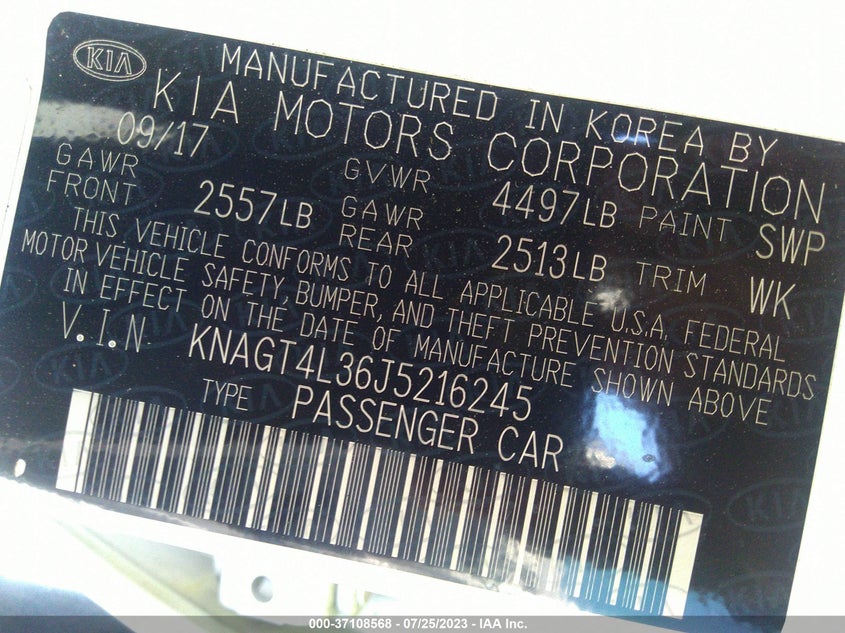 KIA
MANUFACTURED IN KOREA BY
KIA MOTORS CORPORATION
09/17 GVWR 4497LB PAINT SWP
GAWR FRONT 2557LB GAWR REAR 2513LB TRIM WK
THIS VEHICLE CONFORMS TO ALL APPLICABLE U.S.A. FEDERAL
MOTOR VEHICLE SAFETY, BUMPER, AND THEFT PREVENTION STANDARDS
IN EFFECT ON THE DATE OF MANUFACTURE SHOWN ABOVE
V.I.N KNAGT4L36J5216245
TYPE PASSENGER CAR
000-37108568 - 07/25/2023 - IAA Inc.